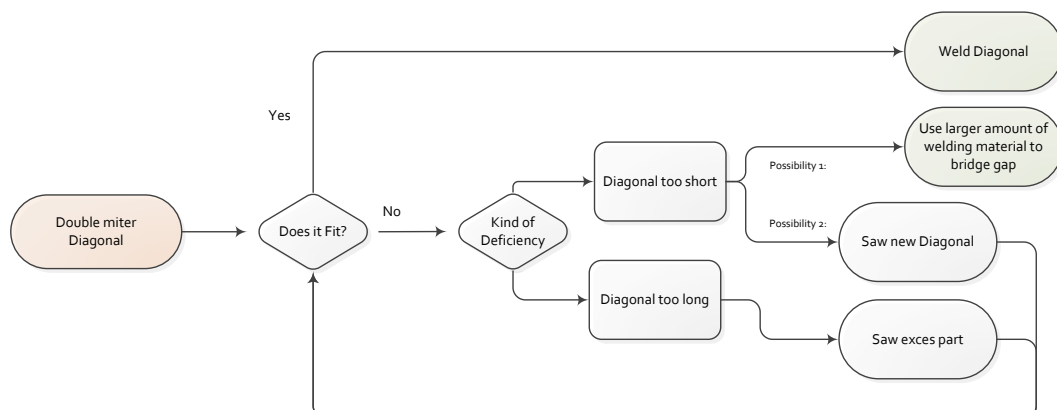 Weld Diagonal
Yes
Use larger amount of
welding material to
bridge gap
Possibility 1:
Diagonal too short
Double miter
Diagonal
Does it Fit?
No
Kind of
Deficiency
Possibility 2:
Saw new Diagonal
Diagonal too long
Saw exces part